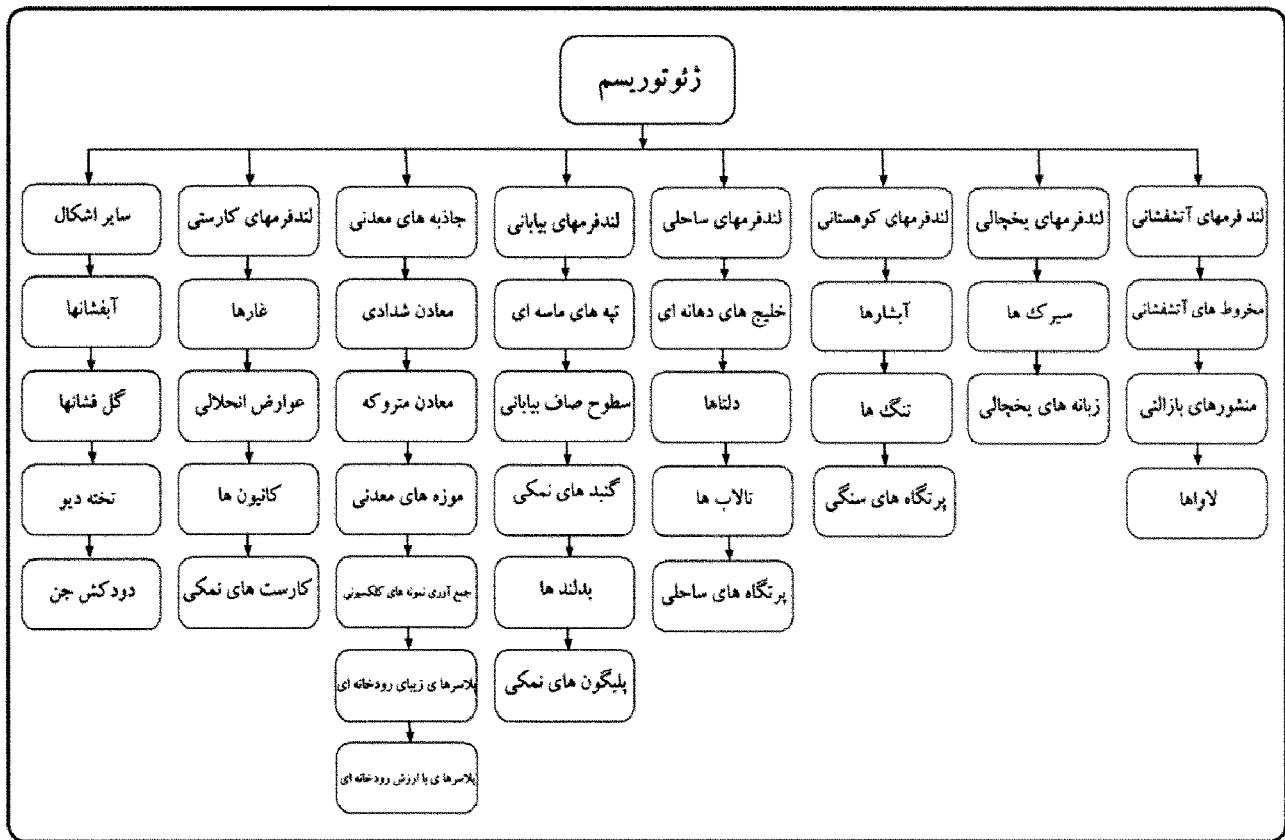 ژئوتوریسم
لند فرمهای آتشفشانی
مخروط های آتشفشانی
منشورهای بازالتی
لاواها
لندفرمهای یخچالی
سیرک ها
زبانه های یخچالی
لندفرمهای کوهستانی
آبشارها
تنگ ها
پرتگاه های سنگی
لندفرمهای ساحلی
خلیج های دهانه ای
دلتاها
تالاب ها
پرتگاه های ساحلی
لندفرمهای بیابانی
تپه های ماسه ای
سطوح صاف بیابانی
گنبد های نمکی
بدلند ها
پلیگون های نمکی
جاذبه های معدنی
معادن شدادی
معادن متروکه
موزه های معدنی
جمع آوری نمونه های کلکسیونی
پلاسرها ی زیبای رودخانه ای
پلاسرها ی با ارزش رودخانه ای
لندفرمهای کارستی
غارها
عوارض انحلالی
کانیون ها
کارست های نمکی
سایر اشکال
آبفشانها
گل فشانها
تخته دیو
دودکش جن